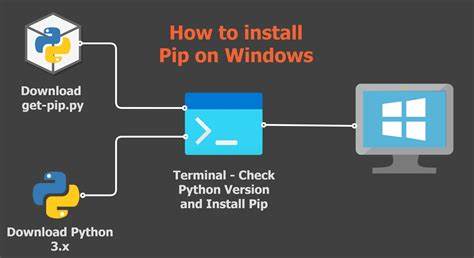 How to install
Pip on Windows
Download
get-pip.py
Terminal - Check
Python Version
and Install Pip
Download Python
3.x